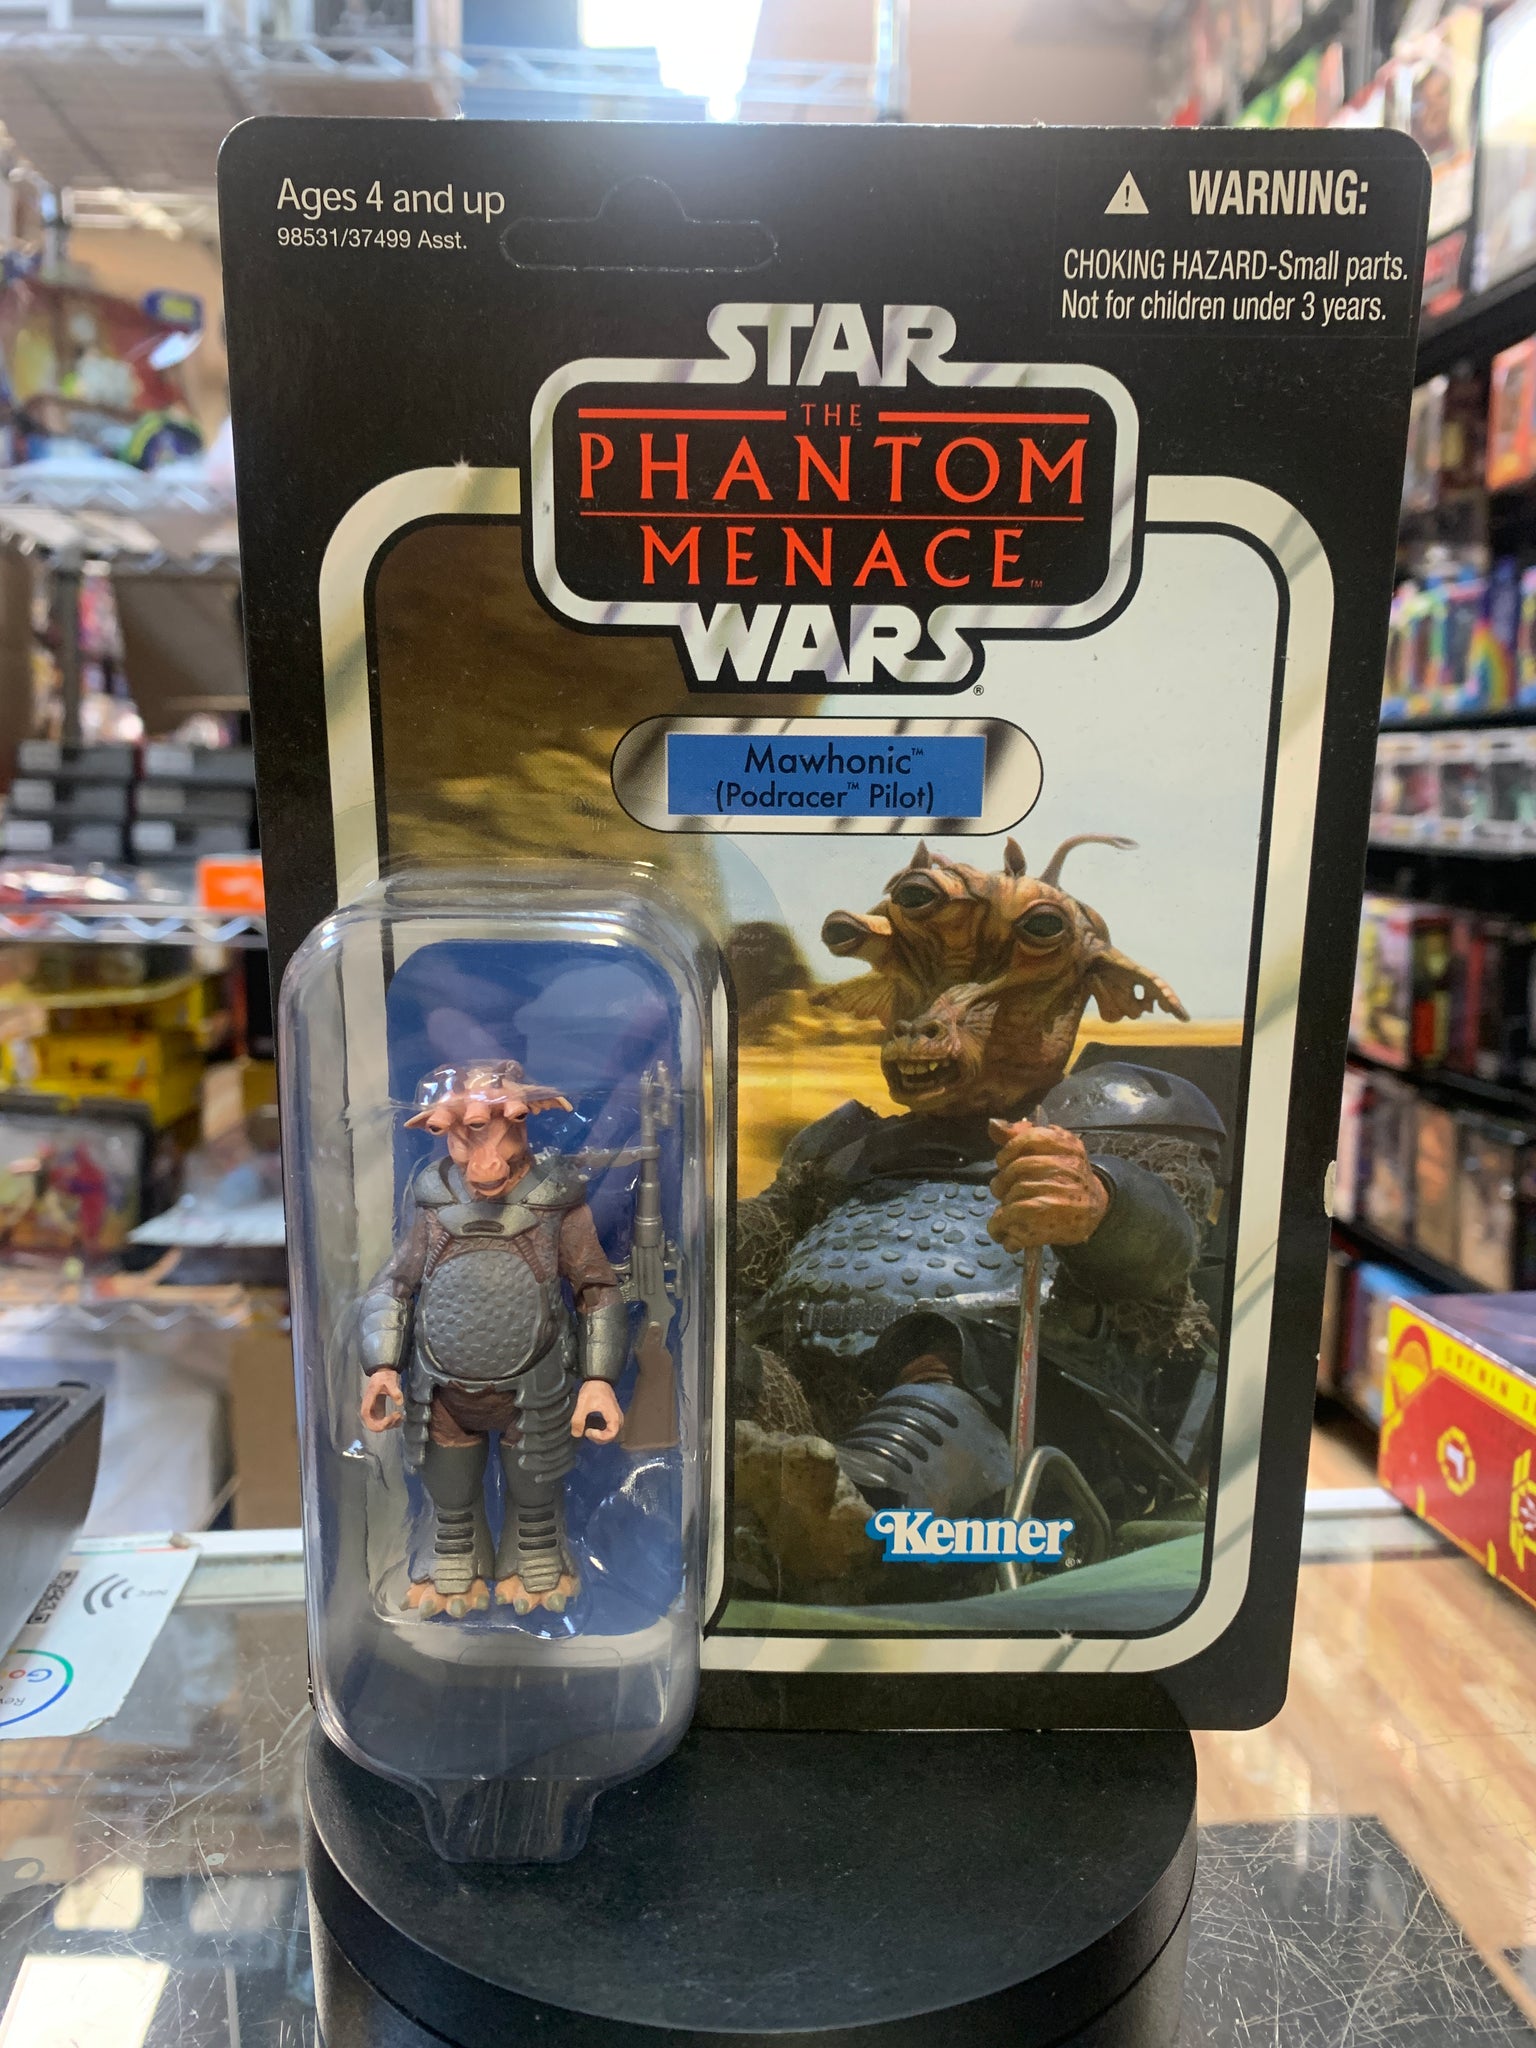 Ages 4 and up
98531/37499 Asst.
WARNING:
CHOKING HAZARD-Small parts.
Not for children under 3 years.
STAR
THE
PHANTOM
MENACE™
WARS®
Mawhonic™
(Podracer™ Pilot)
Kenner®